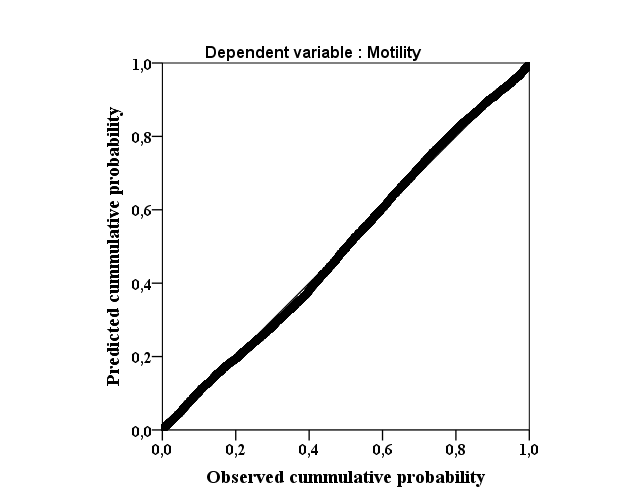 Dependent variable : Motility
1,0
0,8
0,6
0,4
0,2
0,0
Predicted cummulative probability
0,0 0,2 0,4 0,6 0,8 1,0
Observed cummulative probability